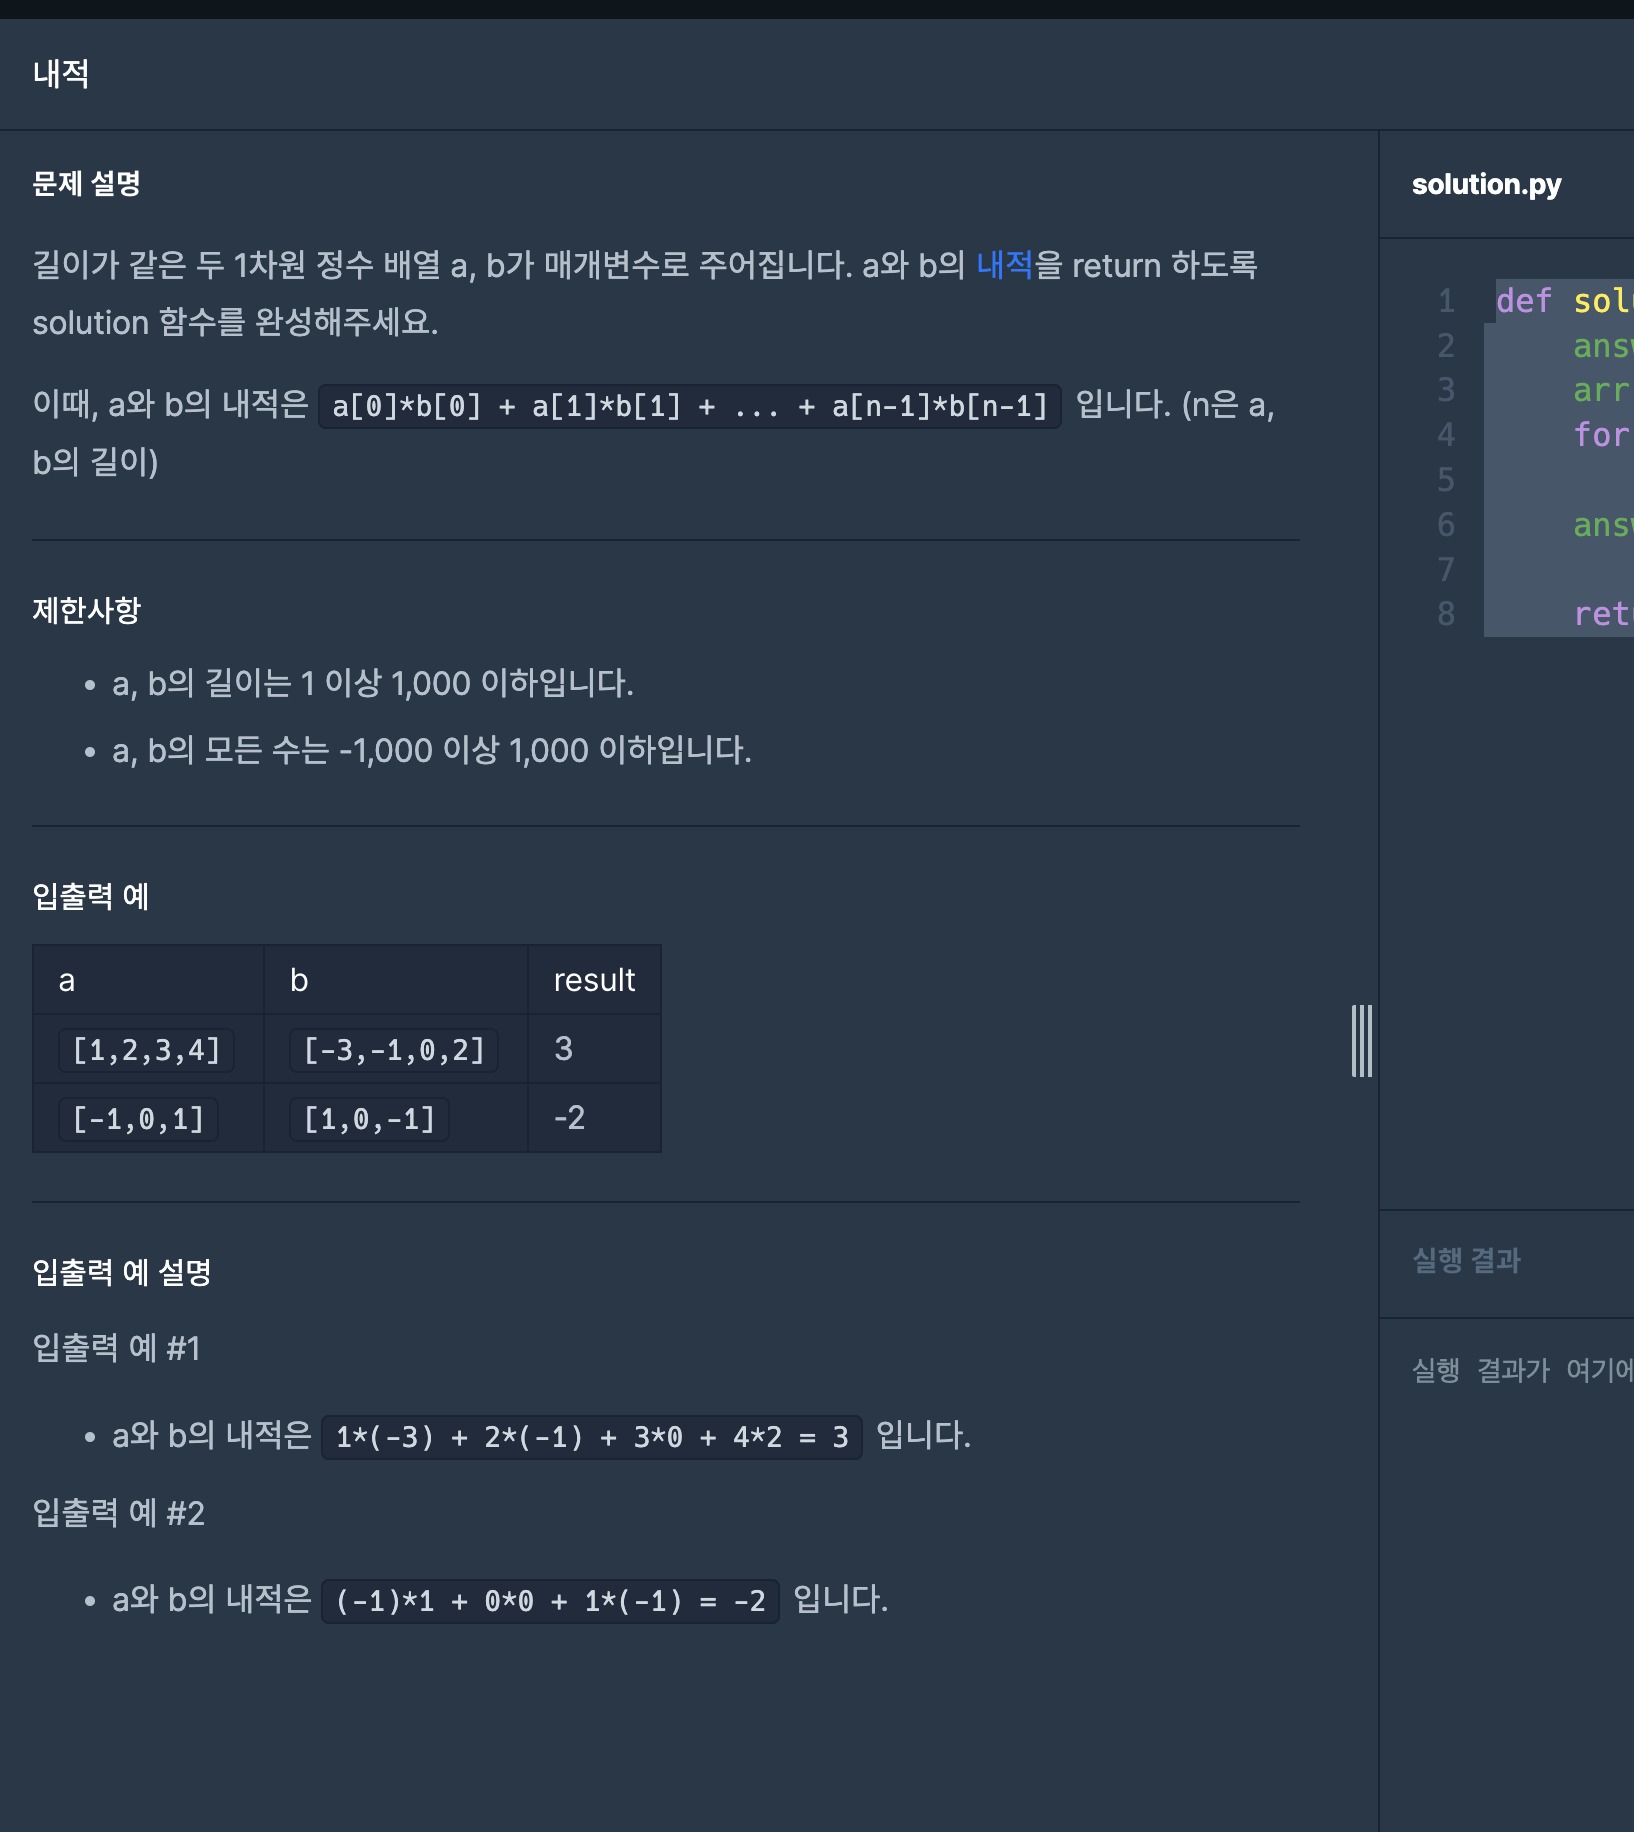 내적
문제 설명
길이가 같은 두 1차원 정수 배열 a, b가 매개변수로 주어집니다. a와 b의 내적을 return 하도록
solution 함수를 완성해주세요.
이때, a와 b의 내적은 a[0]*b[0] + a[1]*b[1] + ... + a[n-1]*b[n-1] 입니다. (n은 a,
b의 길이)
제한사항
• a, b의 길이는 1 이상 1,000 이하입니다.
• a, b의 모든 수는 -1,000 이상 1,000 이하입니다.
입출력 예
a b result
[1,2,3,4] [-3,-1,0,2] 3
[-1,0,1] [1,0,-1] -2
입출력 예 설명
입출력 예 #1
• a와 b의 내적은 1*(-3) + 2*(-1) + 3*0 + 4*2 = 3 입니다.
입출력 예 #2
• a와 b의 내적은 (-1)*1 + 0*0 + 1*(-1) = -2 입니다.
solution.py
1 def
2
3 arr
4 for
5
6
7
8
실행 결과
실행 결과가